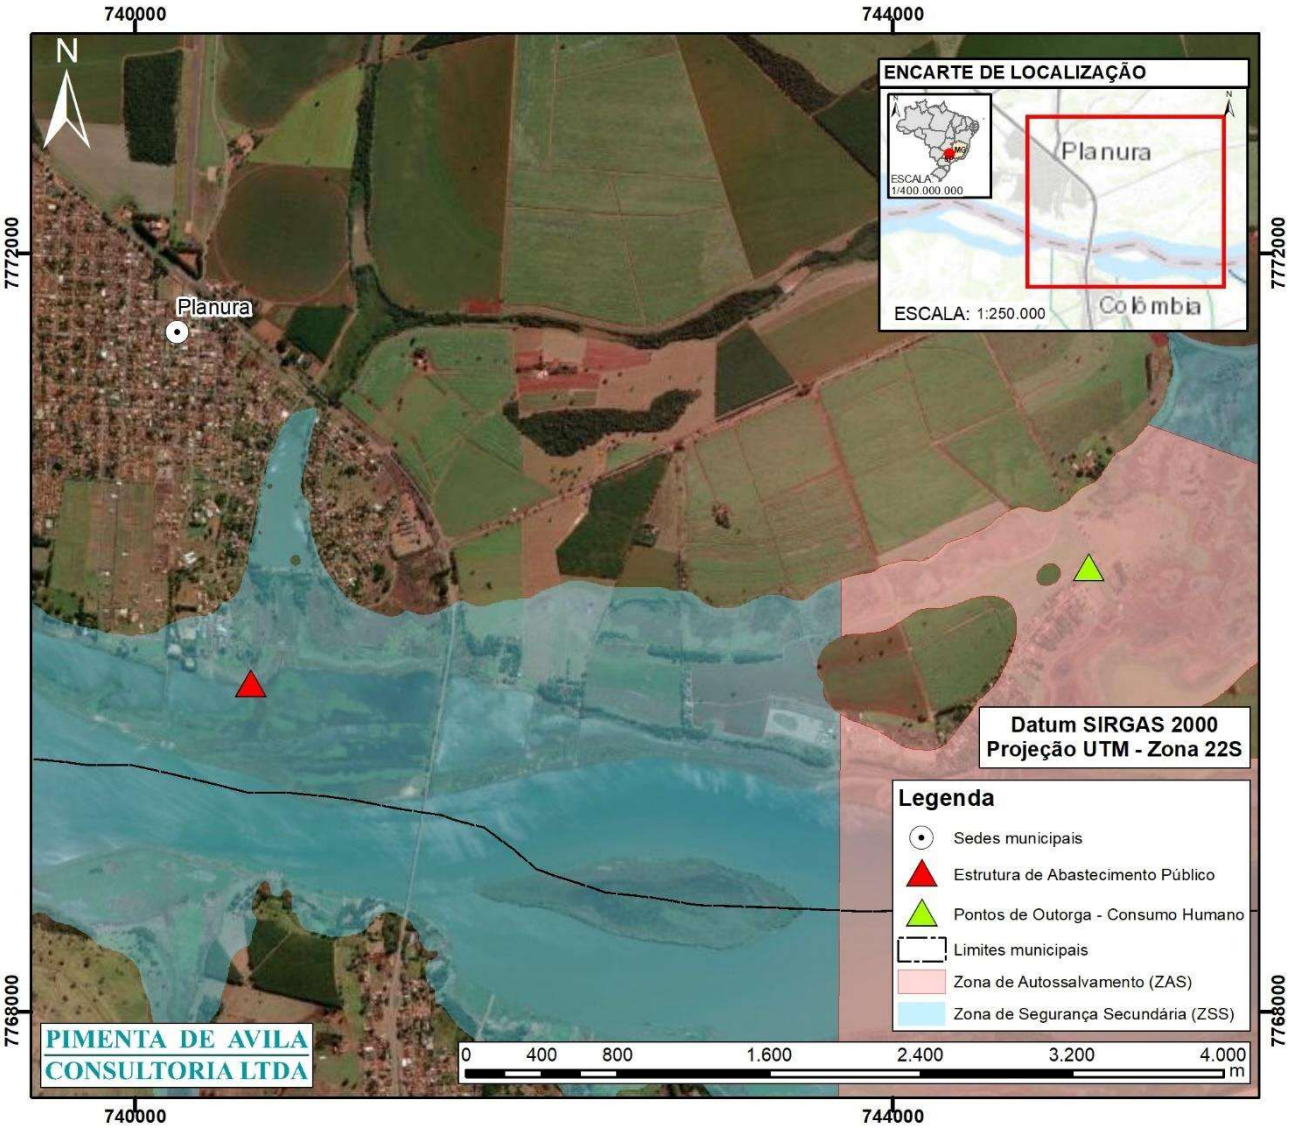 740000
744000
N
ENCARTE DE LOCALIZAÇÃO
N
N
MG
ESCALA:
1/400.000.000
Planura
Colômbia
ESCALA: 1:250.000
7772000
7772000
Planura
Datum SIRGAS 2000
Projeção UTM - Zona 22S
Legenda
Sedes municipais
Estrutura de Abastecimento Público
Pontos de Outorga - Consumo Humano
Limites municipais
Zona de Autossalvamento (ZAS)
Zona de Segurança Secundária (ZSS)
7768000
7768000
PIMENTA DE AVILA
CONSULTORIA LTDA
0 400 800 1.600 2.400 3.200 4.000
m
740000
744000